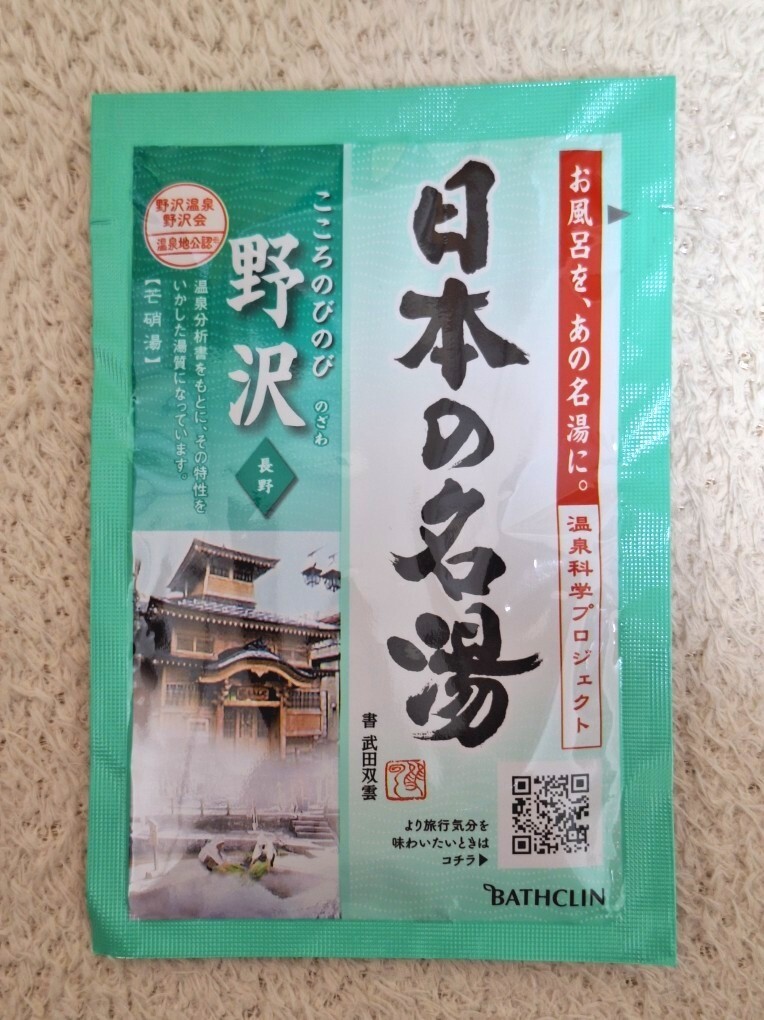 お風呂を、あの名湯に。
温泉科学プロジェクト
日本の名湯
書 武田双雲
こころのびのび
野沢
のざわ
長野
野沢温泉
野沢会
温泉地公認
温泉分析書をもとに、その特性を
いかした湯質になっています。
【芒硝湯】
より旅行気分を
味わいたいときは
コチラ▶
BATHCLIN